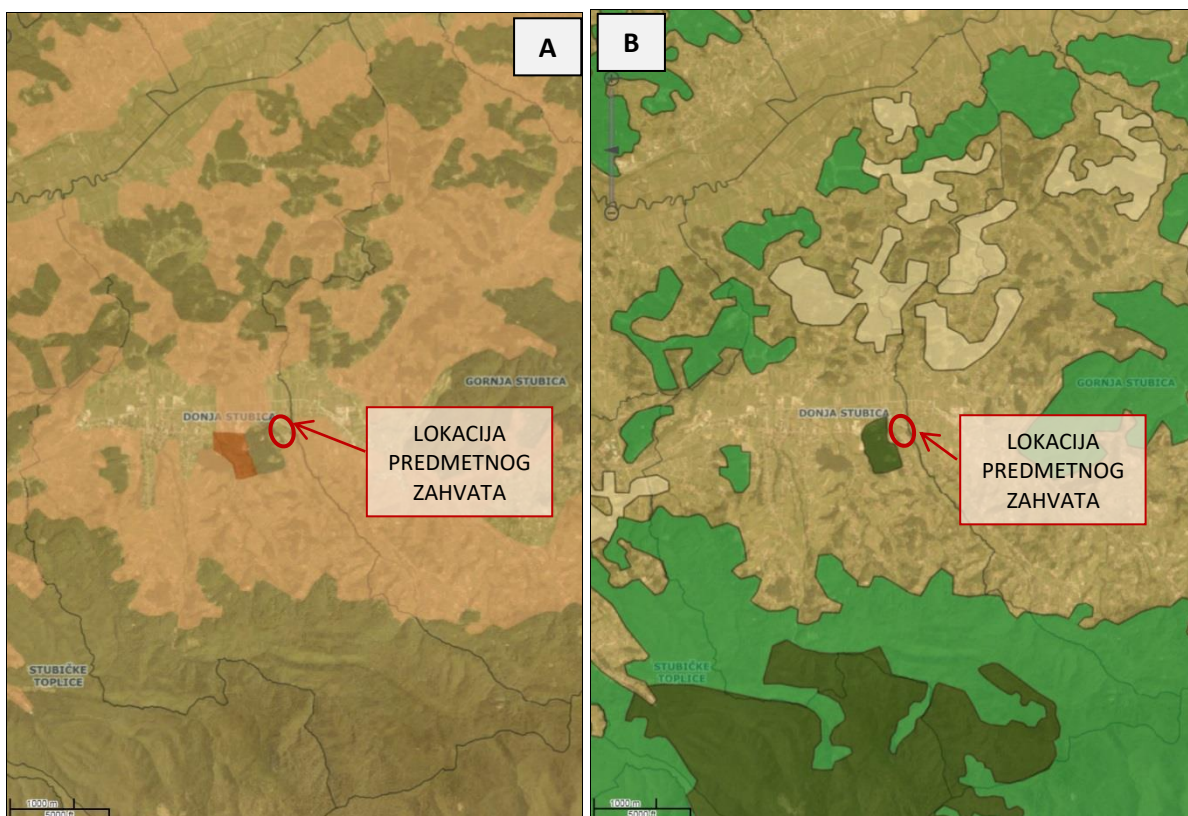 A
B
GORNJA STUBICA
DONJA STUBICA
LOKACIJA
PREDMETNOG
ZAHVATA
STUBIČKE
TOPLICE
1000 m
5000 ft
GORNJA STUBICA
DONJA STUBICA
LOKACIJA
PREDMETNOG
ZAHVATA
STUBIČKE
TOPLICE
1000 m
5000 ft